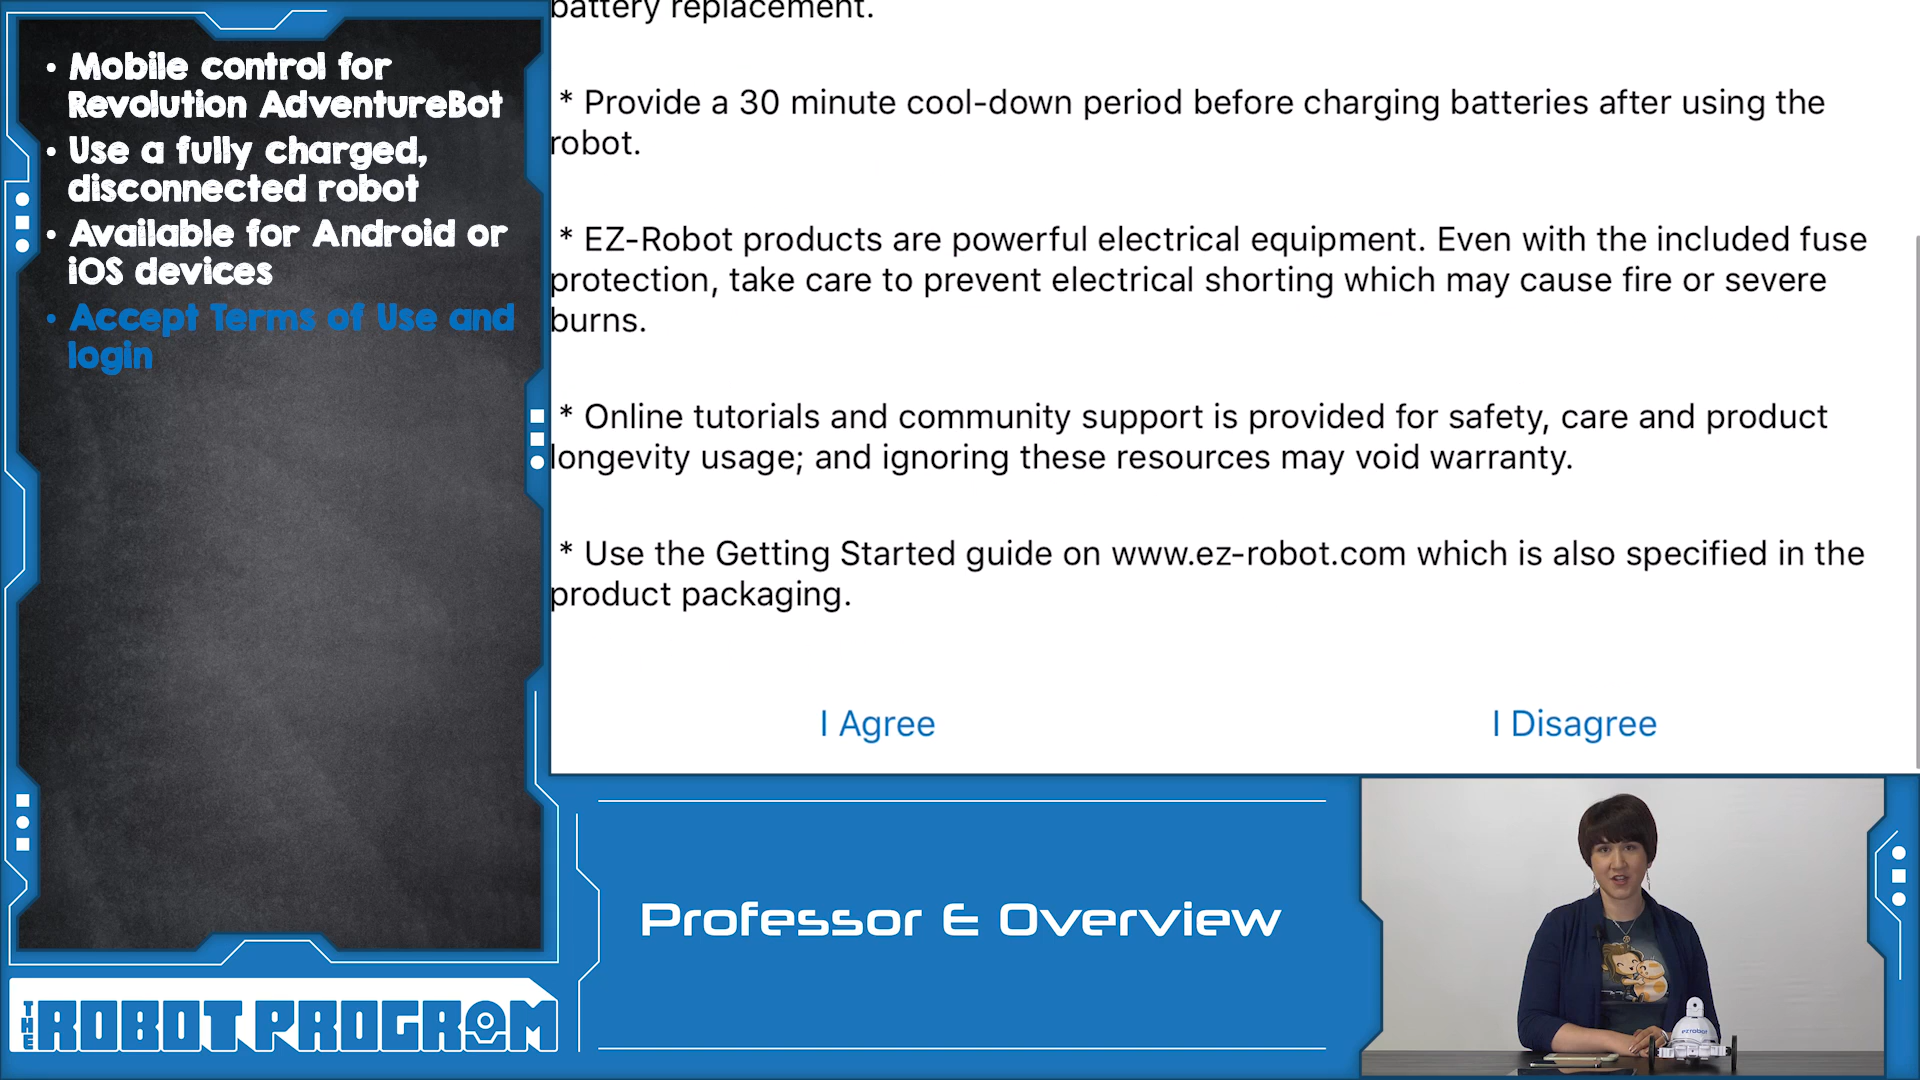 • Mobile control for
Revolution AdventureBot
• Use a fully charged,
disconnected robot
• Available for Android or
iOS devices
• Accept Terms of Use and
login
battery replacement.
* Provide a 30 minute cool-down period before charging batteries after using the
robot.
* EZ-Robot products are powerful electrical equipment. Even with the included fuse
protection, take care to prevent electrical shorting which may cause fire or severe
burns.
* Online tutorials and community support is provided for safety, care and product
longevity usage; and ignoring these resources may void warranty.
* Use the Getting Started guide on www.ez-robot.com which is also specified in the
product packaging.
I Agree
I Disagree
Professor E Overview
THE ROBOT PROGRAM
ezrobot